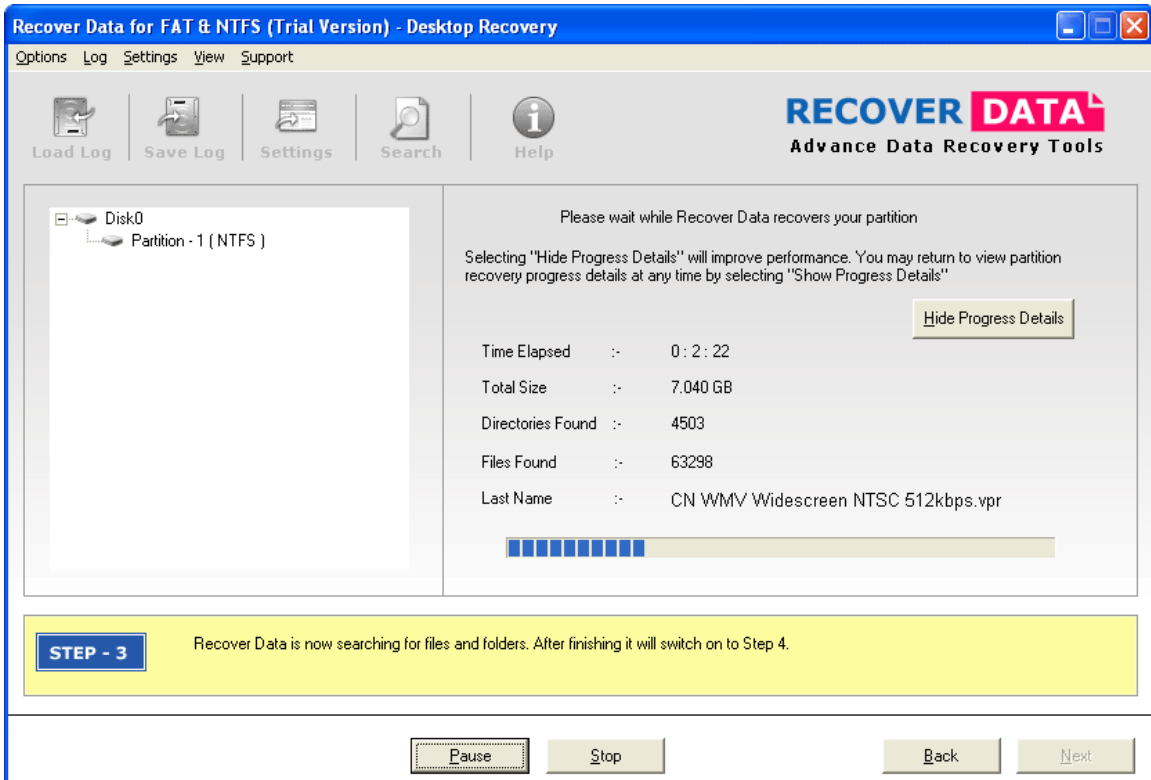 Recover Data for FAT & NTFS (Trial Version) - Desktop Recovery
Options Log Settings View Support
Load Log Save Log Settings Search Help
RECOVER DATA
Advance Data Recovery Tools
Disk0
Partition - 1 ( NTFS )
Please wait while Recover Data recovers your partition
Selecting "Hide Progress Details" will improve performance. You may return to view partition
recovery progress details at any time by selecting "Show Progress Details"
Hide Progress Details
Time Elapsed :- 0 : 2 : 22
Total Size :- 7.040 GB
Directories Found :- 4503
Files Found :- 63298
Last Name :- CN WMV Widescreen NTSC 512kbps.vpr
STEP - 3
Recover Data is now searching for files and folders. After finishing it will switch on to Step 4.
Pause Stop Back Next